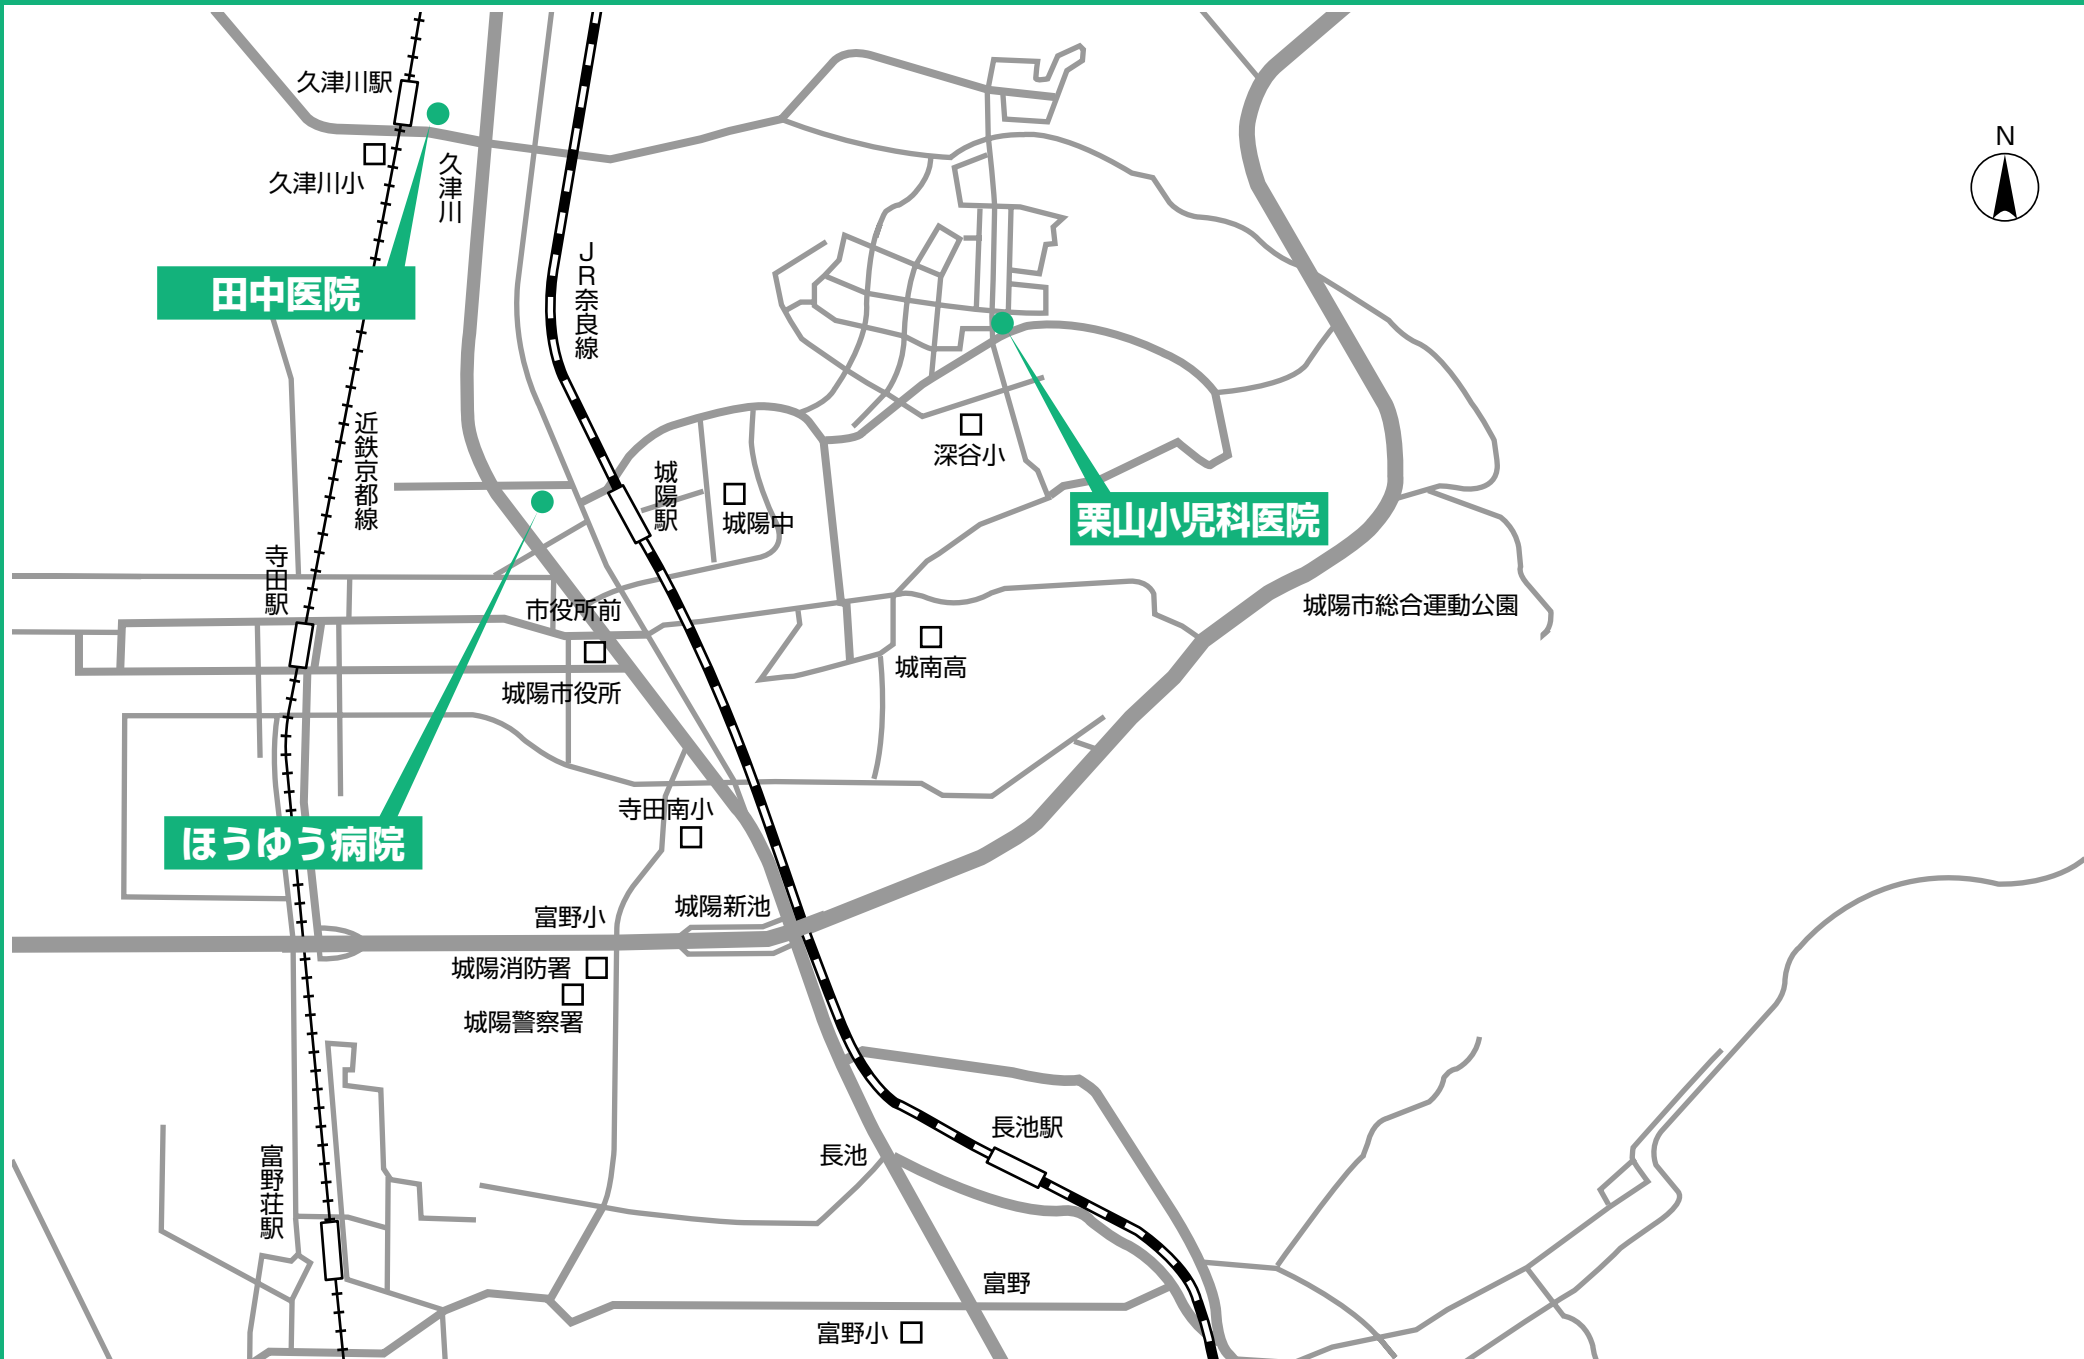 久津川駅
久津川小
久津川
N
田中医院
JR奈良線
近鉄京都線
深谷小
城陽駅
城陽中
栗山小児科医院
寺田駅
市役所前
城陽市総合運動公園
城南高
城陽市役所
寺田南小
ほうゆう病院
城陽新池
富野小
城陽消防署
城陽警察署
長池駅
長池
富野荘駅
富野
富野小